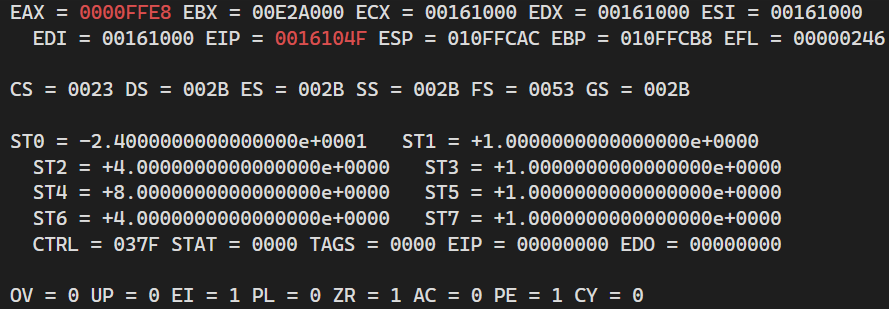 EAX = 0000FFE8 EBX = 00E2A000 ECX = 00161000 EDX = 00161000 ESI = 00161000
EDI = 00161000 EIP = 0016104F ESP = 010FFCAC EBP = 010FFCB8 EFL = 00000246
CS = 0023 DS = 002B ES = 002B SS = 002B FS = 0053 GS = 002B
ST0 = -2.4000000000000000e+0001 ST1 = +1.0000000000000000e+0000
ST2 = +4.0000000000000000e+0000 ST3 = +1.0000000000000000e+0000
ST4 = +8.0000000000000000e+0000 ST5 = +1.0000000000000000e+0000
ST6 = +4.0000000000000000e+0000 ST7 = +1.0000000000000000e+0000
CTRL = 037F STAT = 0000 TAGS = 0000 EIP = 00000000 EDO = 00000000
OV = 0 UP = 0 EI = 1 PL = 0 ZR = 1 AC = 0 PE = 1 CY = 0